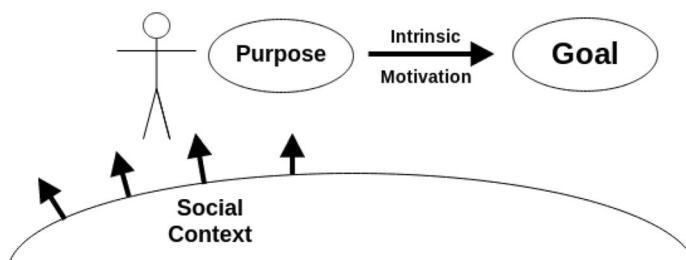 Purpose
Intrinsic
Motivation
Goal
Social
Context